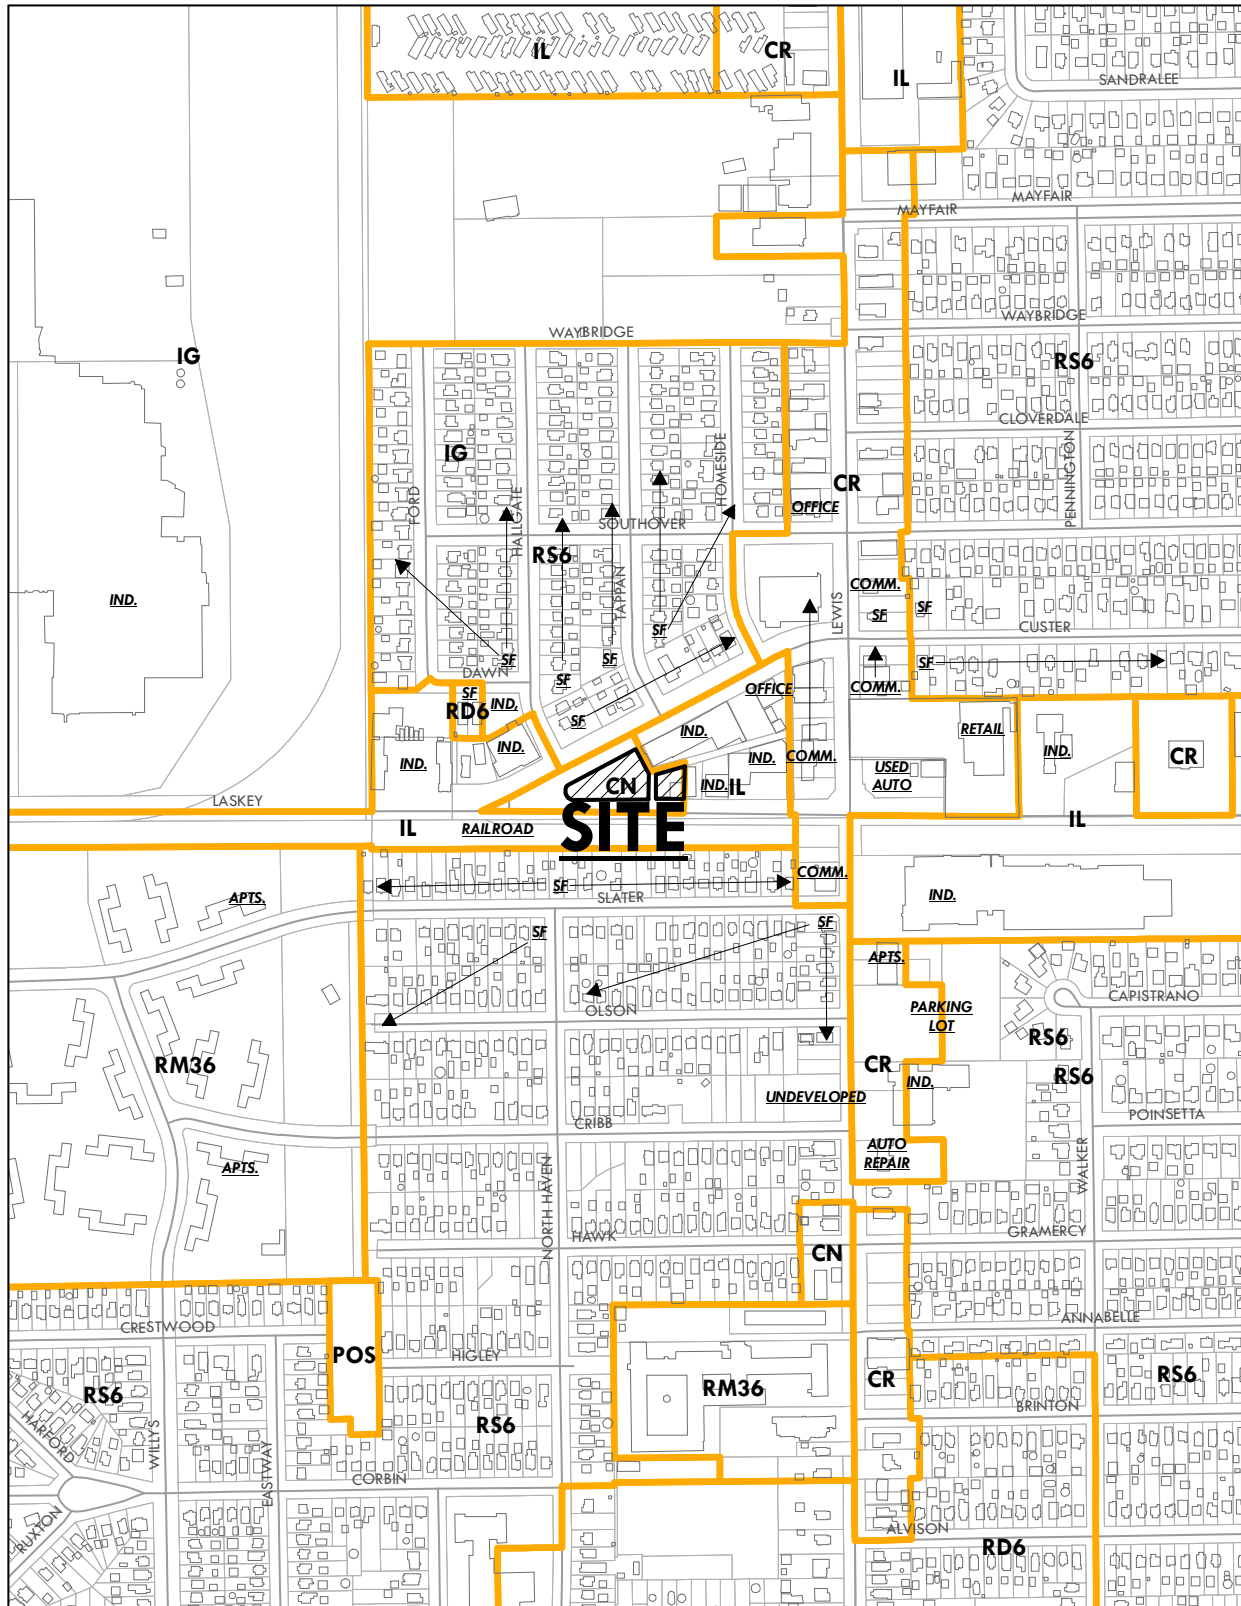 IL
CR
IL
SANDRALEE
MAYFAIR
MAYFAIR
WAYBRIDGE
WAYBRIDGE
IG
RS6
CLOVERDALE
HOMESIDE
IG
CR
PENNINGTON
FORD
HALLGATE
OFFICE
SOUTHOVER
RS6
TAPPAN
IND.
COMM.
SF
SF
LEWIS
CUSTER
SF
SF
SF
SF
DAWN
SF
SF
COMM.
OFFICE
SF
RD6
IND.
SF
IND.
RETAIL
IND.
IND.
IND.
IND.
COMM.
CR
USED
AUTO
CN
IND.
IL
LASKEY
SITE
IL
RAILROAD
IL
COMM.
SF
SLATER
APTS.
IND.
SF
SF
APTS.
CAPISTRANO
OLSON
PARKING
LOT
RS6
RM36
CR
RS6
IND.
UNDEVELOPED
POINSETTA
CRIBB
AUTO
REPAIR
APTS.
WALKER
NORTH HAVEN
HAWK
GRAMERCY
CN
CRESTWOOD
ANNABELLE
POS
HIGLEY
RS6
RM36
CR
RS6
BRINTON
HARFORD
WILLYS
RS6
EASTWAY
CORBIN
RUXTON
ALVISON
RD6